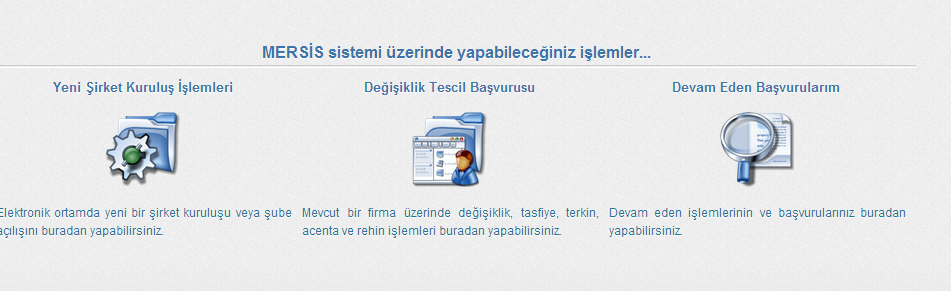 MERSİS sistemi üzerinde yapabileceğiniz işlemler...
Yeni Şirket Kuruluş İşlemleri
Elektronik ortamda yeni bir şirket kuruluşu veya şube
açılışını buradan yapabilirsiniz.
Değişiklik Tescil Başvurusu
Mevcut bir firma üzerinde değişiklik, tasfiye, terkin,
acenta ve rehin işlemleri buradan yapabilirsiniz.
Devam Eden Başvurularım
Devam eden işlemlerinin ve başvurularınız buradan
yapabilirsiniz.